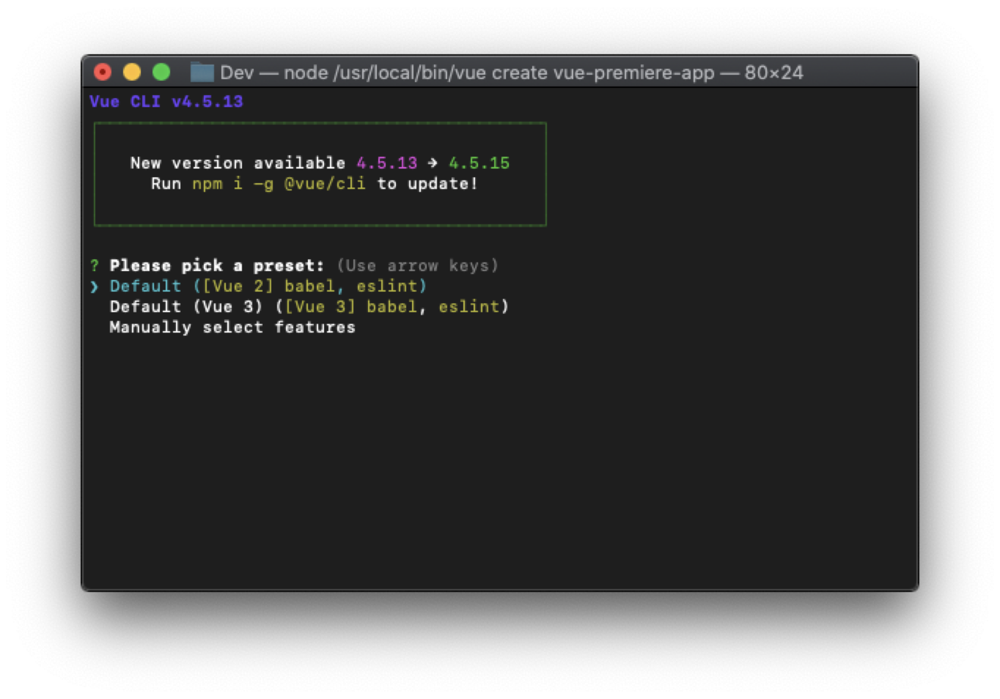 Dev — node /usr/local/bin/vue create vue-premiere-app — 80×24
Vue CLI v4.5.13
New version available 4.5.13 → 4.5.15
Run npm i -g @vue/cli to update!
? Please pick a preset: (Use arrow keys)
❯ Default ([Vue 2] babel, eslint)
Default (Vue 3) ([Vue 3] babel, eslint)
Manually select features